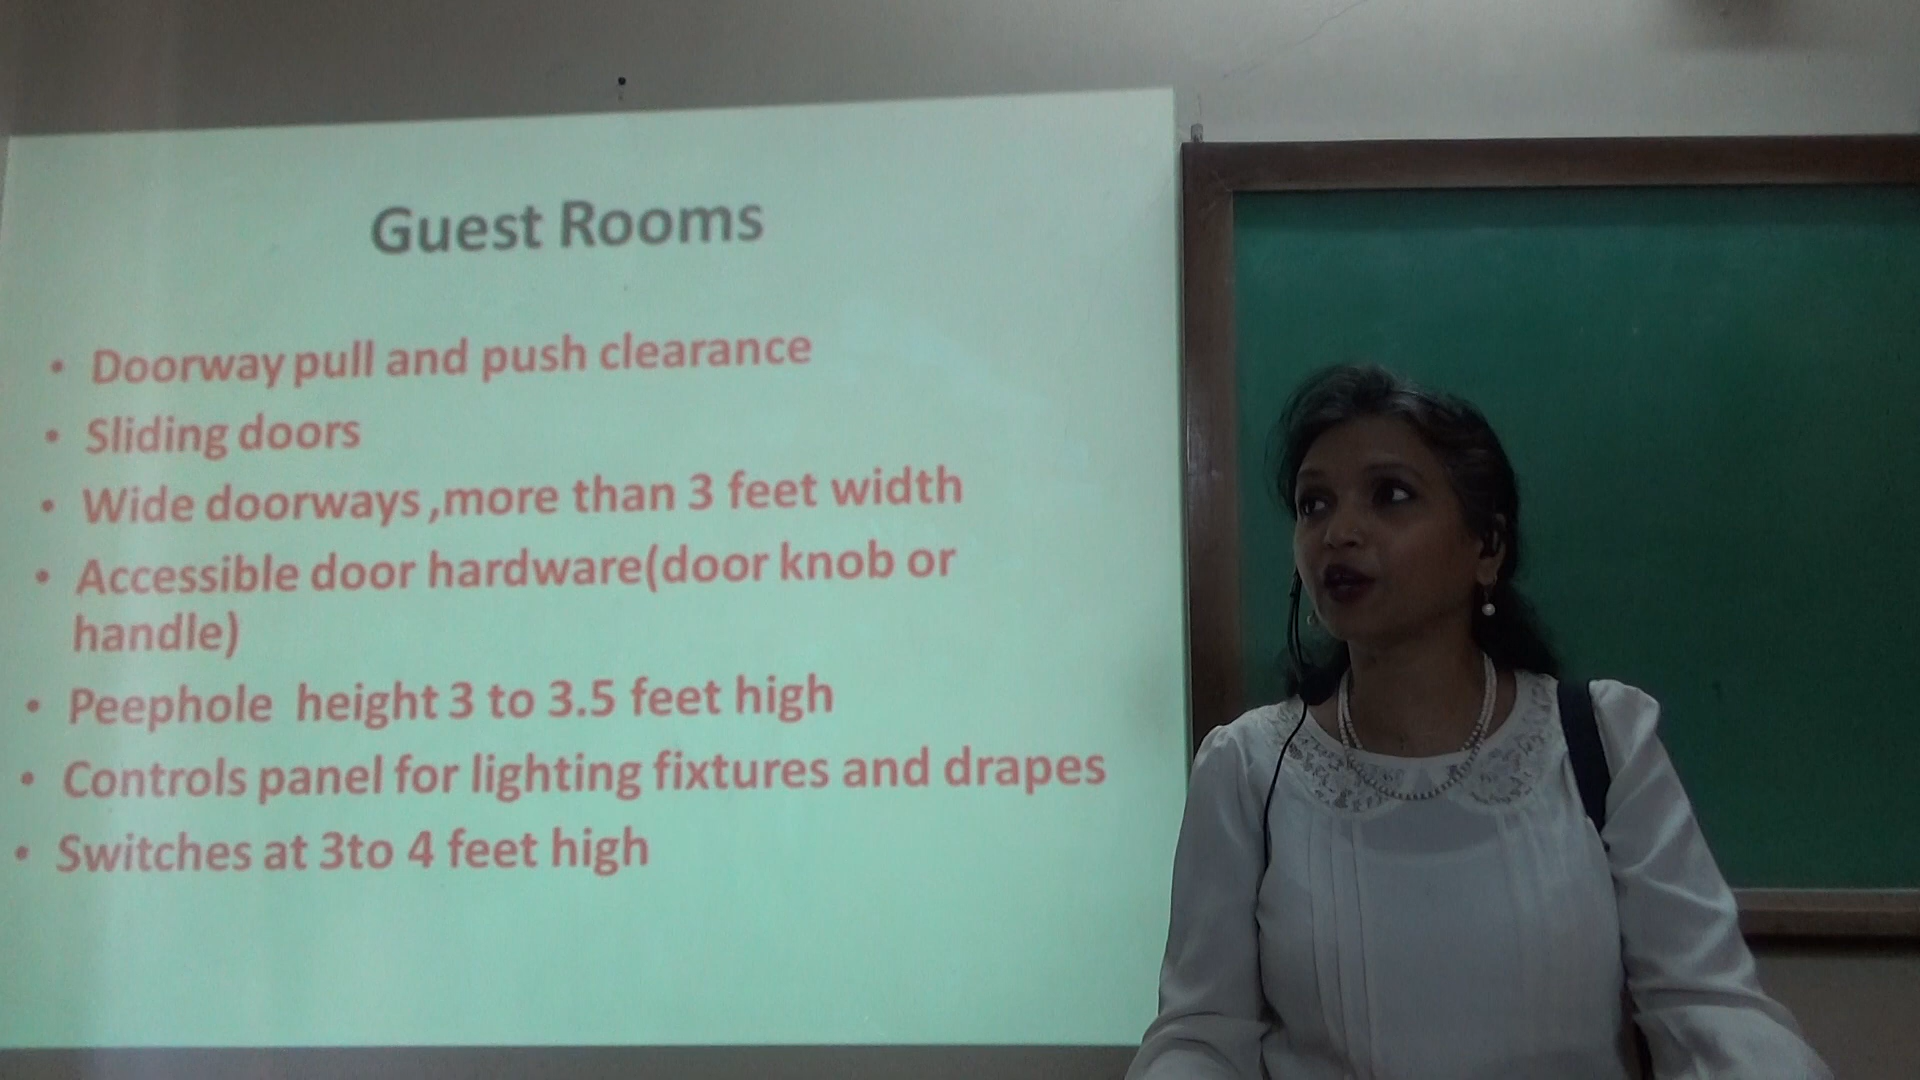 Guest Rooms
• Doorway pull and push clearance
• Sliding doors
• Wide doorways ,more than 3 feet width
• Accessible door hardware(door knob or
handle)
• Peephole height 3 to 3.5 feet high
• Controls panel for lighting fixtures and drapes
• Switches at 3to 4 feet high